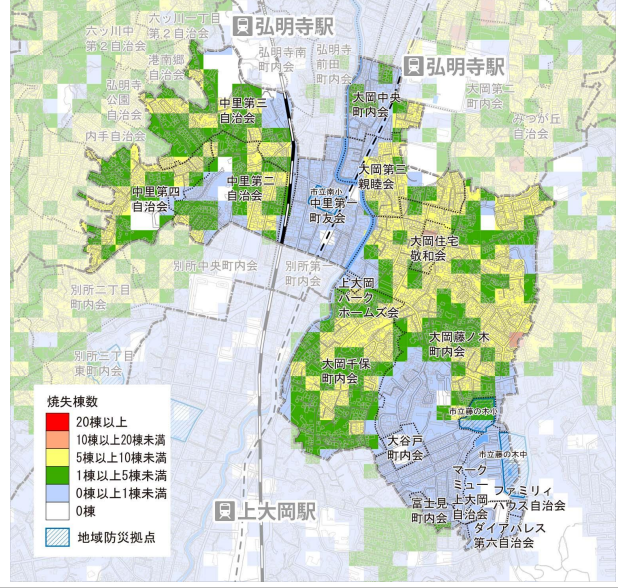 六ッ川一丁目
第２自治会
六ッ川中
第２自治会
弘明寺駅
港南郷
自治会
弘明寺南
町内会
弘明寺
前田
町内会
弘明寺駅
弘明寺
公園
自治会
中里第三
自治会
大岡中央
町内会
大岡第二
町内会
みつが丘
自治会
内手自治会
大岡第三
親睦会
中里第四
自治会
中里第二
自治会
市立南小
中里第一
町友会
大岡住宅
敬和会
別所中央町内会
別所第一
町内会
別所二丁目
町内会
上大岡
パーク
ホームズ会
大岡藤ノ木
町内会
別所三丁目
東町内会
大岡千保
町内会
焼失棟数
20棟以上
10棟以上20棟未満
5棟以上10棟未満
1棟以上5棟未満
0棟以上1棟未満
0棟
地域防災拠点
市立藤の木小
大谷戸
町内会
市立藤の木中
マーク
ミュー
上大岡
自治会
ファミリィ
ハウス自治会
富士見
町内会
ダイアパレス
第六自治会
上大岡駅